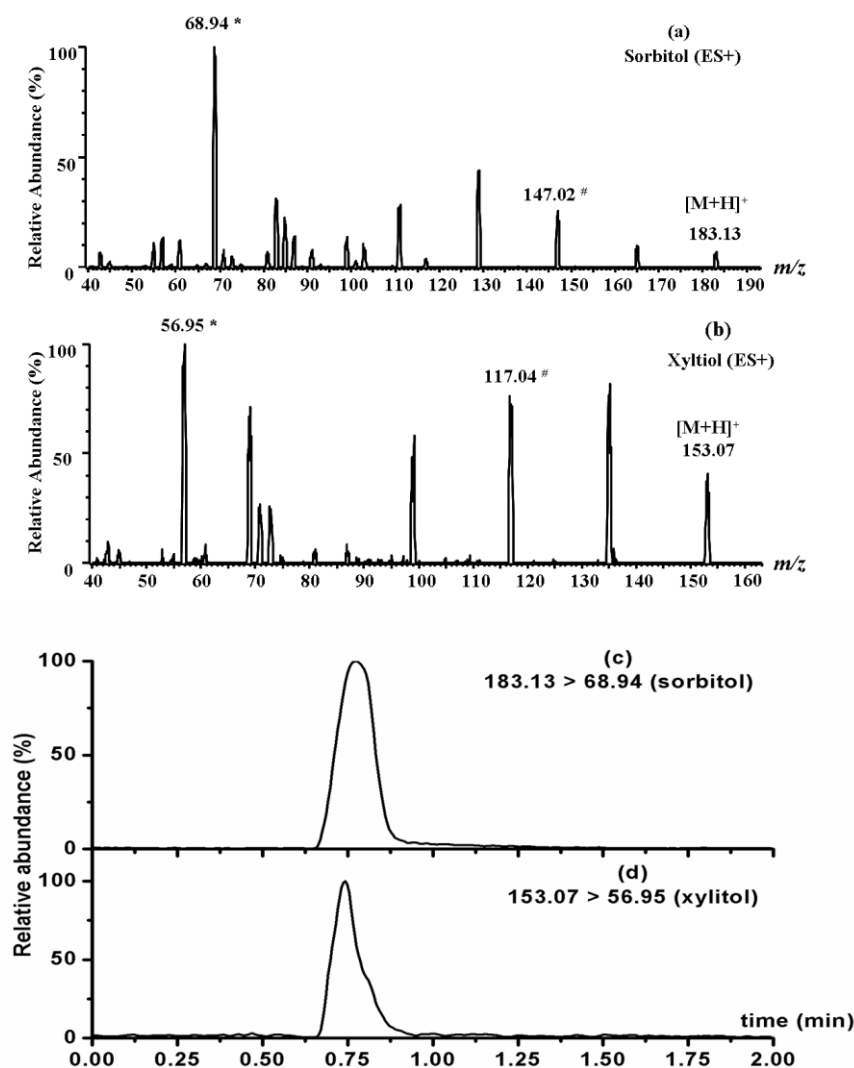 68.94 *
(a)
Sorbitol (ES+)
100
50
0
Relative Abundance (%)
147.02 #
[M+H]+
183.13
40 50 60 70 80 90 100 110 120 130 140 150 160 170 180 190 m/z
56.95 *
(b)
Xyltiol (ES+)
100
50
0
Relative Abundance (%)
117.04 #
[M+H]+
153.07
40 50 60 70 80 90 100 110 120 130 140 150 160 m/z
(c)
183.13 > 68.94 (sorbitol)
100
50
0
Relative abundance (%)
(d)
153.07 > 56.95 (xylitol)
100
50
0
time (min)
0.00 0.25 0.50 0.75 1.00 1.25 1.50 1.75 2.00